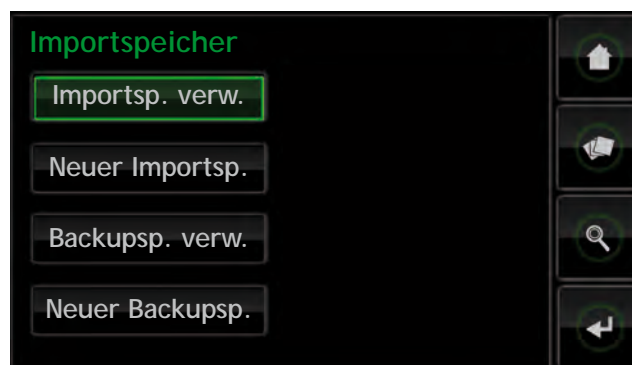 Importspeicher
Importsp. verw.
Neuer Importsp.
Backupsp. verw.
Neuer Backupsp.